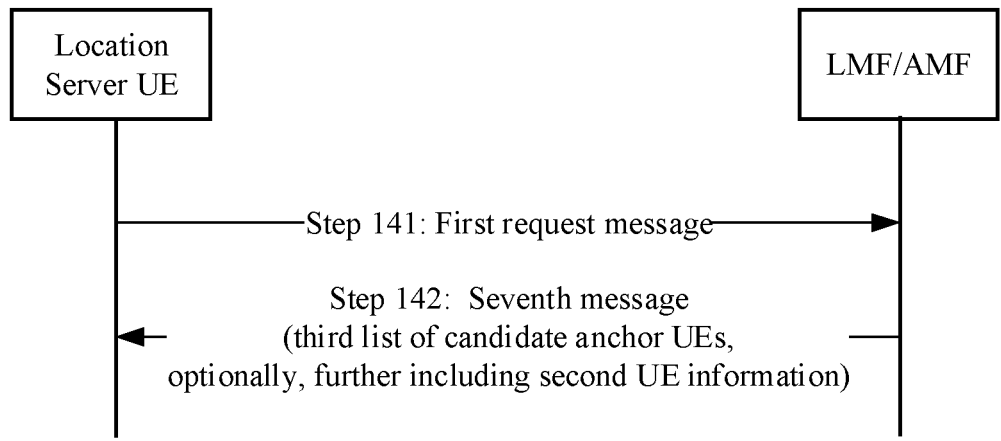 Location
Server UE
LMF/AMF
Step 141: First request message
Step 142: Seventh message
(third list of candidate anchor UEs,
optionally, further including second UE information)